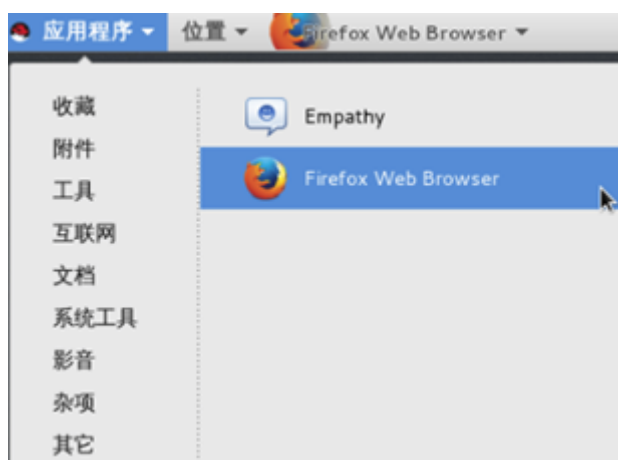 应用程序 位置 Firefox Web Browser
收藏
附件
工具
互联网
文档
系统工具
影音
杂项
其它
Empathy
Firefox Web Browser